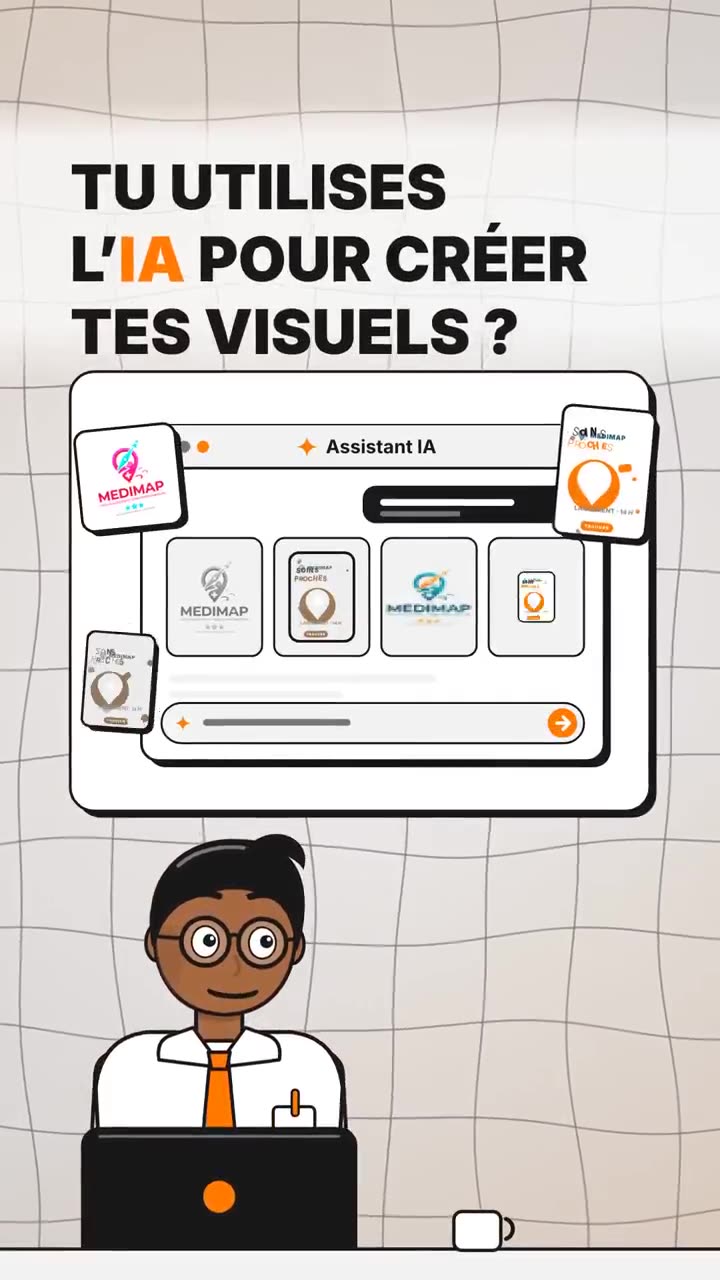 TU UTILISES
L’IA POUR CRÉER
TES VISUELS ?
Assistant IA
MEDIMAP
MEDIMAP
MEDIMAP